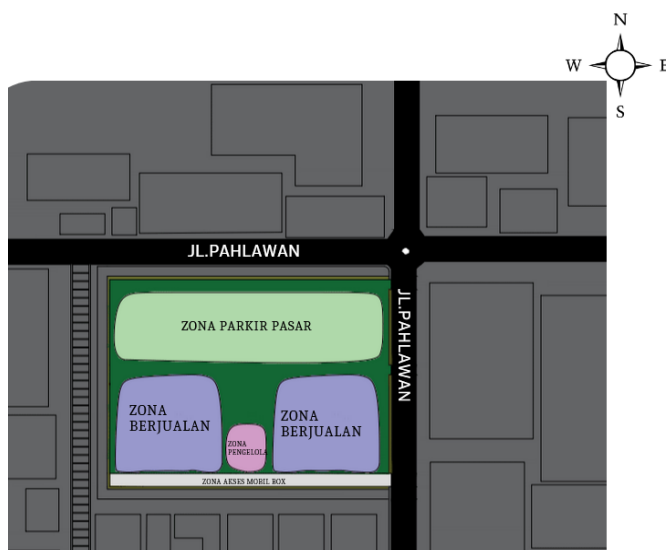 N
W
E
S
JL.PAHLAWAN
JL.PAHLAWAN
ZONA PARKIR PASAR
ZONA
BERJUALAN
ZONA
PENGELOLA
ZONA
BERJUALAN
ZONA AKSES MOBIL BOX